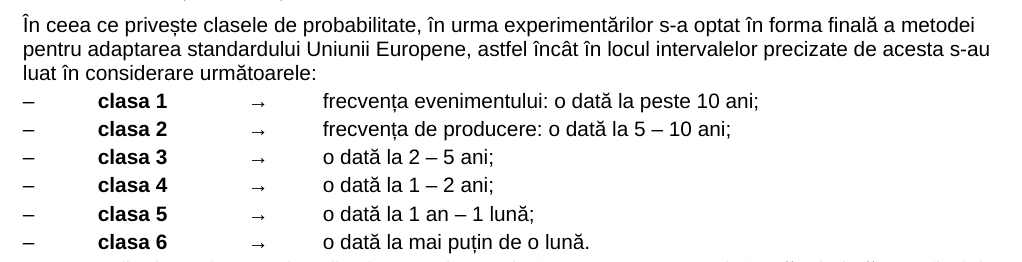 În ceea ce privește clasele de probabilitate, în urma experimentărilor s-a optat în forma finală a metodei
pentru adaptarea standardului Uniunii Europene, astfel încât în locul intervalelor precizate de acesta s-au
luat în considerare următoarele:
– clasa 1 → frecvența evenimentului: o dată la peste 10 ani;
– clasa 2 → frecvența de producere: o dată la 5 – 10 ani;
– clasa 3 → o dată la 2 – 5 ani;
– clasa 4 → o dată la 1 – 2 ani;
– clasa 5 → o dată la 1 an – 1 lună;
– clasa 6 → o dată la mai puțin de o lună.